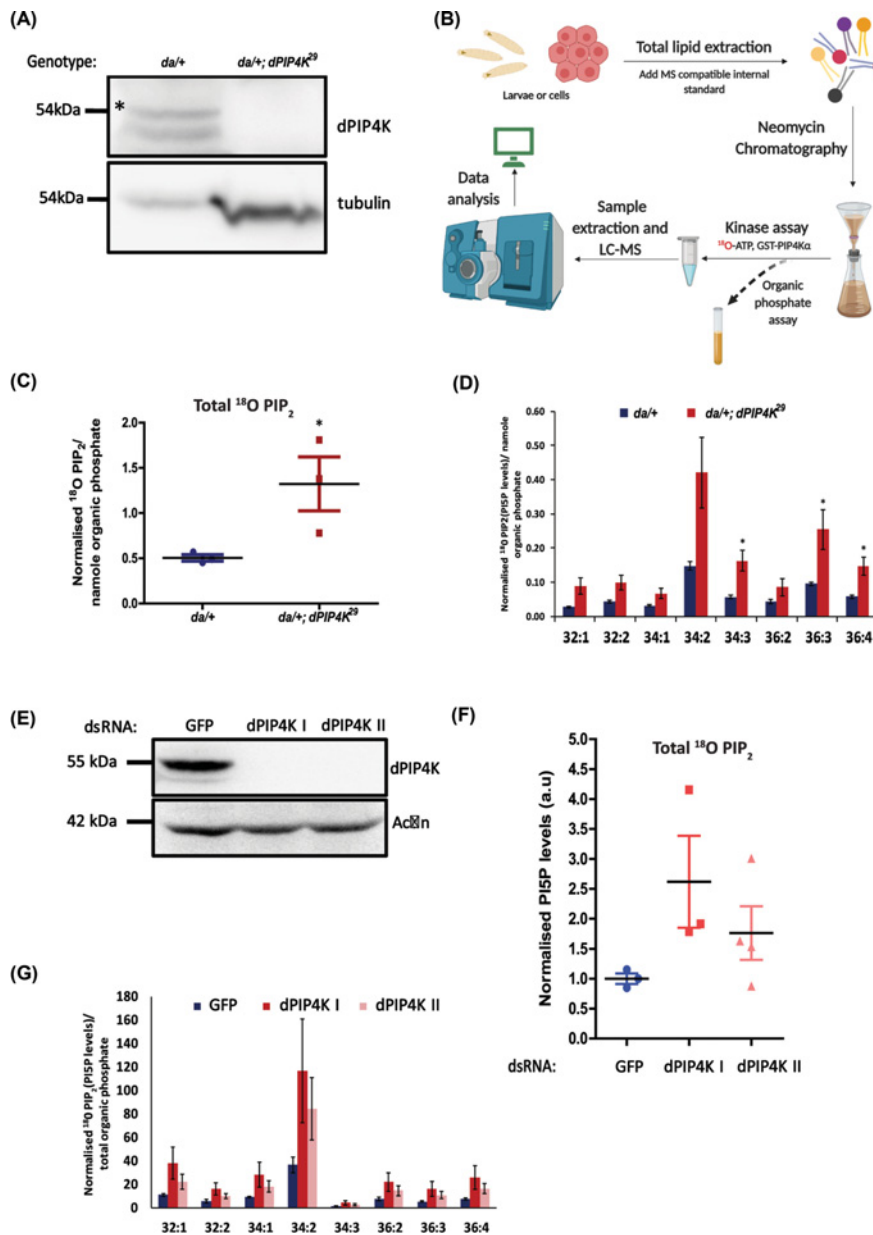 (A)
Genotype: da/+ da/+; dPIP4K²⁹
54kDa * dPIP4K
54kDa tubulin
(B)
Larvae or cells
Total lipid extraction
Add MS compatible internal
standard
Neomycin
Chromatography
Kinase assay
¹⁸O-ATP, GST-PIP4Kα
Organic
phosphate
assay
Sample
extraction and
LC-MS
Data
analysis
(C)
Total ¹⁸O PIP₂
Normalised ¹⁸O PIP₂/
namole organic phosphate
2.0
*
1.5
1.0
0.5
0.0
da/+ da/+; dPIP4K²⁹
(D)
da/+ da/+; dPIP4K²⁹
Normalised ¹⁸O PIP2(PI5P levels)/ namole
organic phosphate
0.60
0.50
0.40
0.30
0.20
0.10
0.00
* * *
32:1 32:2 34:1 34:2 34:3 36:2 36:3 36:4
(E)
dsRNA: GFP dPIP4K I dPIP4K II
55 kDa dPIP4K
42 kDa Ac▯n
(F)
Total ¹⁸O PIP₂
Normalised PI5P levels (a.u)
5.0
4.5
4.0
3.5
3.0
2.5
2.0
1.5
1.0
0.5
0.0
dsRNA: GFP dPIP4K I dPIP4K II
(G)
GFP dPIP4K I dPIP4K II
Normalised ¹⁸O PIP₂(PI5P levels)/
total organic phosphate
180
160
140
120
100
80
60
40
20
0
32:1 32:2 34:1 34:2 34:3 36:2 36:3 36:4